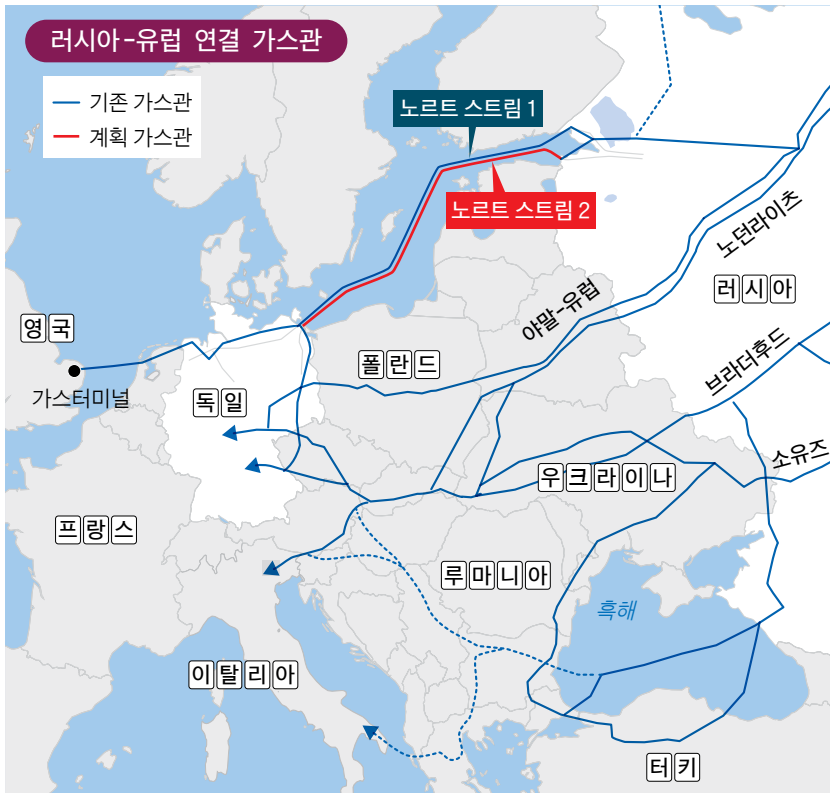 러시아-유럽 연결 가스관
기존 가스관
계획 가스관
노르트 스트림 1
노르트 스트림 2
노던라이츠
러시아
야말-유럽
영국
폴란드
브라더후드
가스터미널
독일
소유즈
우크라이나
프랑스
루마니아
흑해
이탈리아
터키